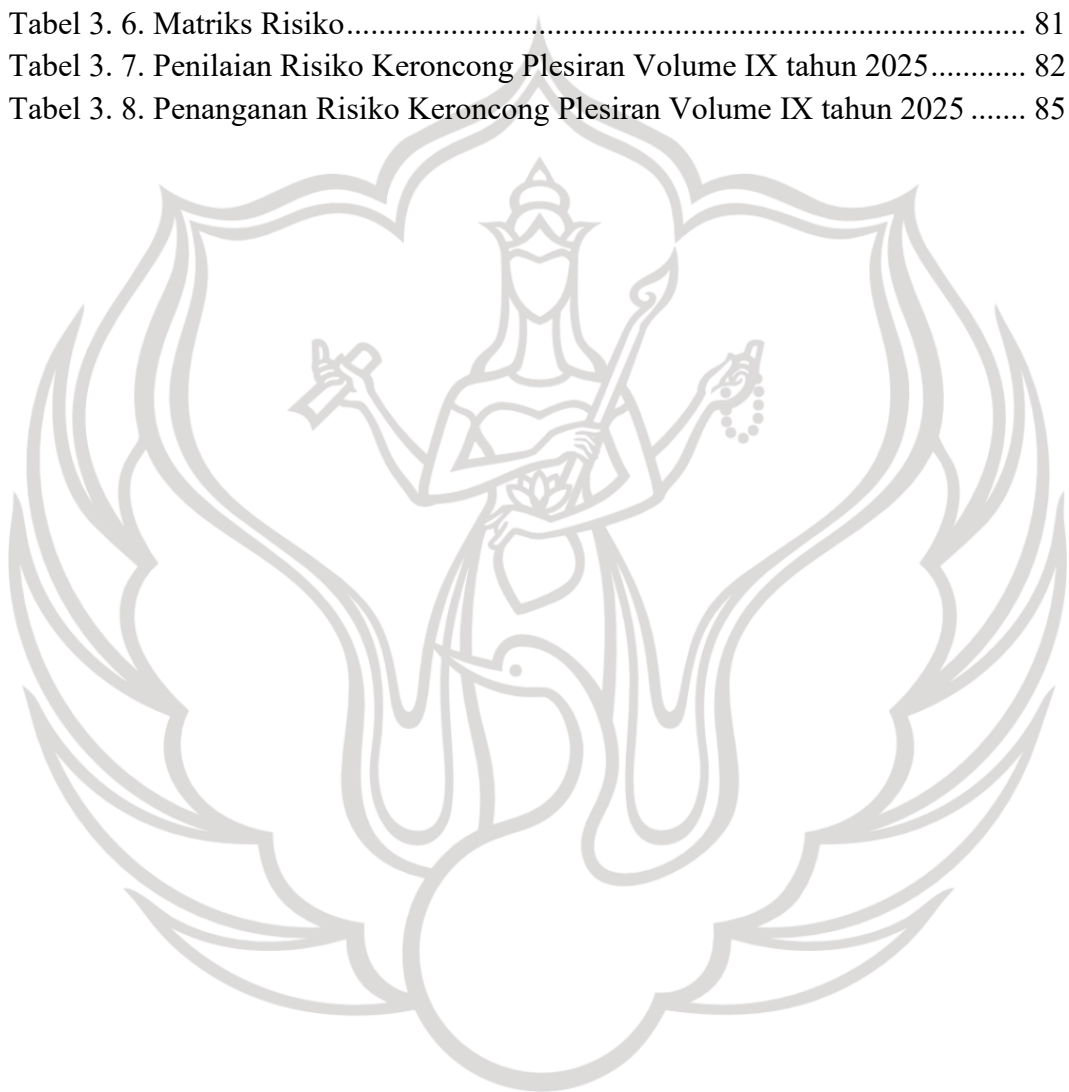 Tabel 3. 6. Matriks Risiko........................................................................... 81
Tabel 3. 7. Penilaian Risiko Keroncong Plesiran Volume IX tahun 2025............ 82
Tabel 3. 8. Penanganan Risiko Keroncong Plesiran Volume IX tahun 2025 ....... 85